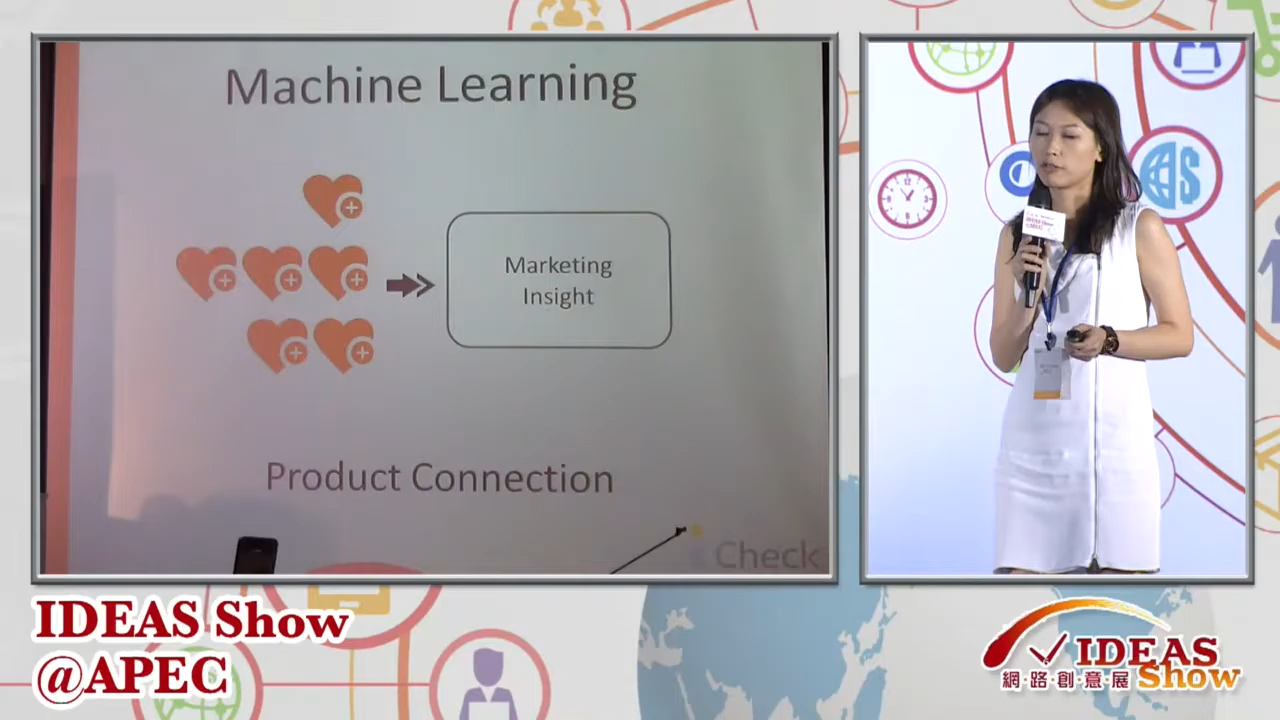 Machine Learning
Marketing
Insight
Product Connection
Check
IDEAS Show
@APEC
IDEAS
網·路·創·意·展 Show